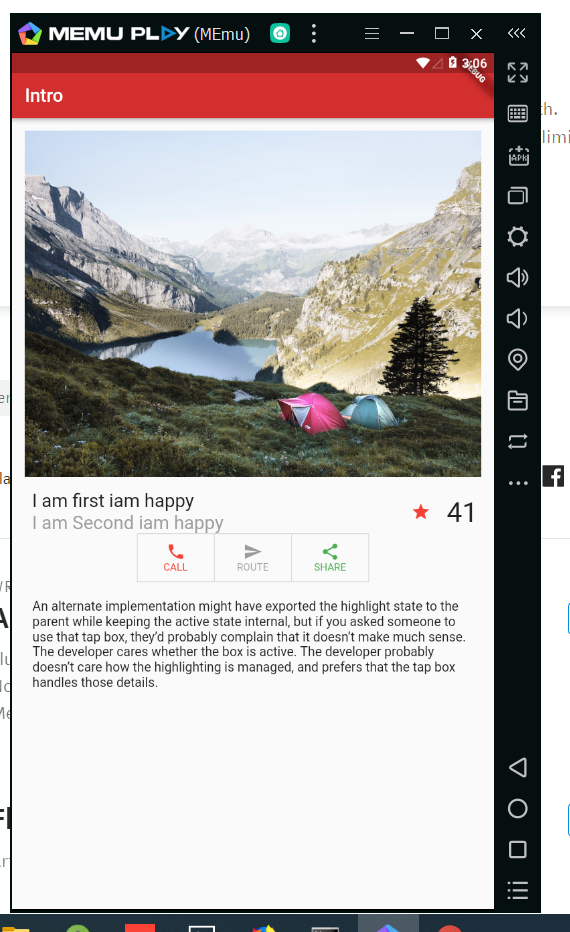 MEMU PLAY (MEmu)
3:06
DEBUG
Intro
APK
I am first iam happy
41
I am Second iam happy
CALL
ROUTE
SHARE
An alternate implementation might have exported the highlight state to the
parent while keeping the active state internal, but if you asked someone to
use that tap box, they'd probably complain that it doesn't make much sense.
The developer cares whether the box is active. The developer probably
doesn't care how the highlighting is managed, and prefers that the tap box
handles those details.